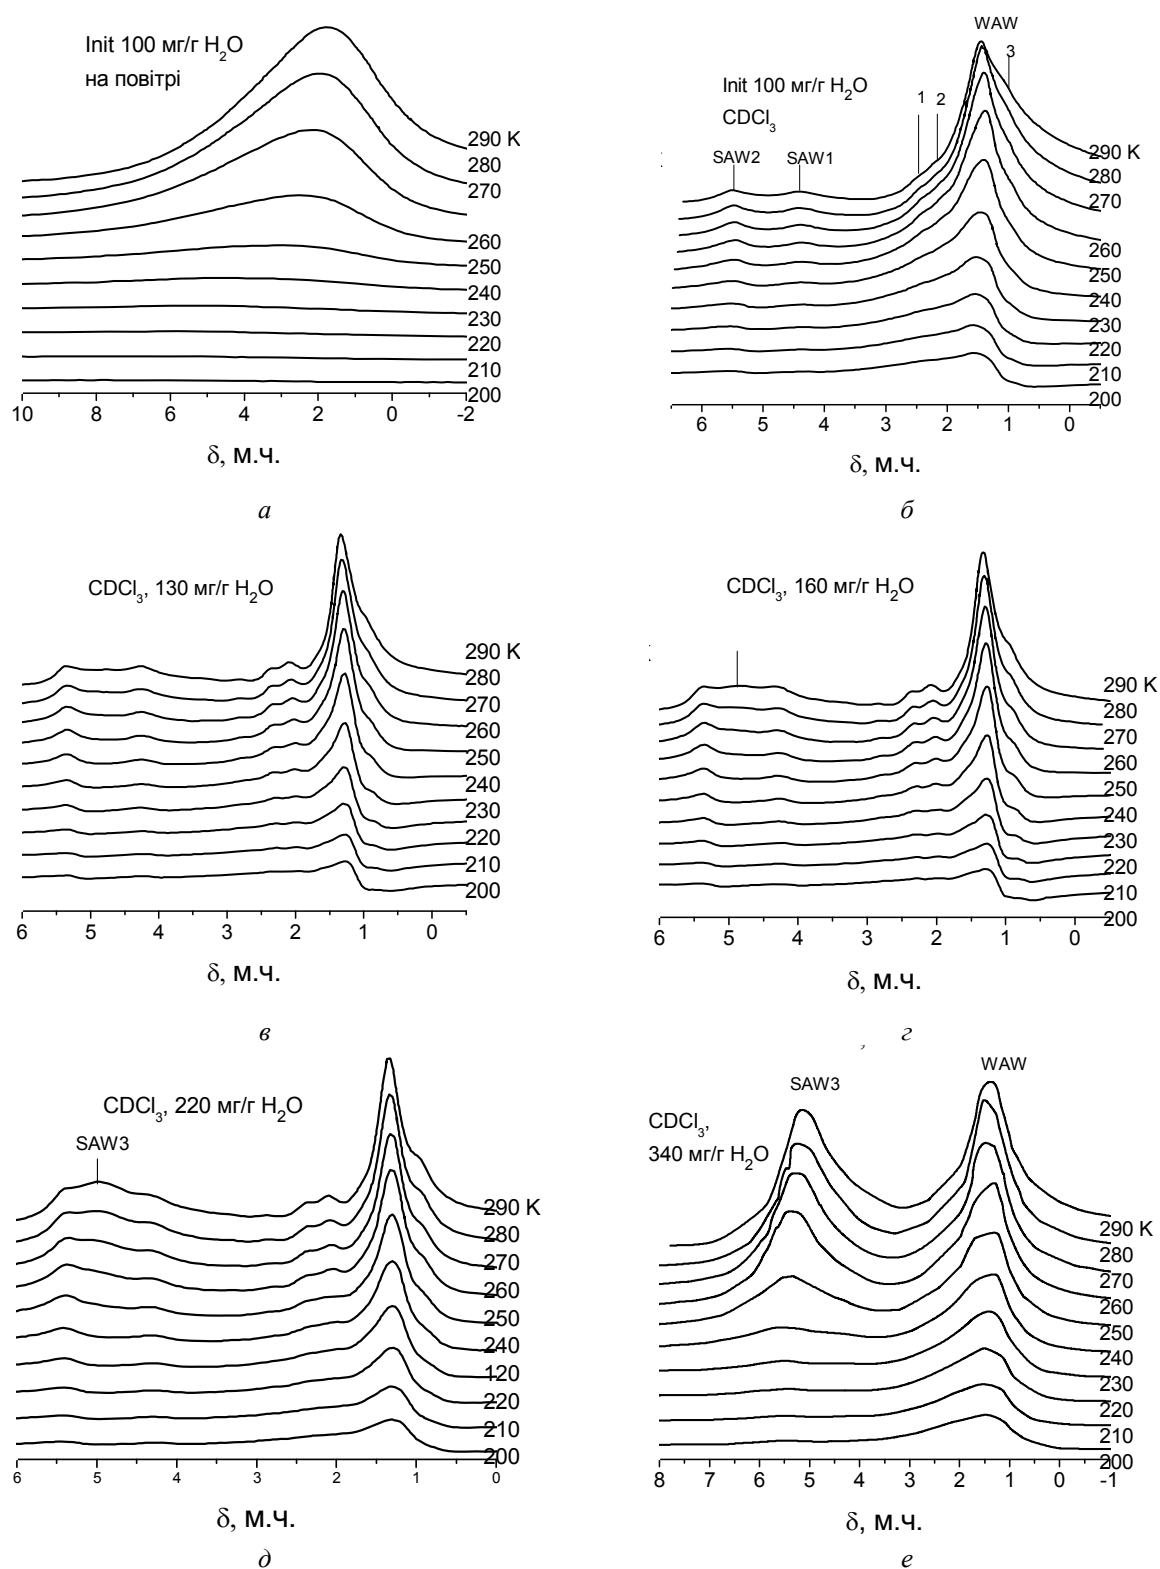 Init 100 мг/г H₂O
на повітрі
290 K
280
270
260
250
240
230
220
210
200
10 8 6 4 2 0 -2
δ, м.ч.
а
WAW
3
Init 100 мг/г H₂O
1 2
CDCl₃
SAW2 SAW1
290 K
280
270
260
250
240
230
220
210
200
6 5 4 3 2 1 0
δ, м.ч.
б
CDCl₃, 130 мг/г H₂O
290 K
280
270
260
250
240
230
220
210
200
6 5 4 3 2 1 0
δ, м.ч.
в
CDCl₃, 160 мг/г H₂O
290 K
280
270
260
250
240
230
220
210
200
6 5 4 3 2 1 0
δ, м.ч.
г
CDCl₃, 220 мг/г H₂O
SAW3
290 K
280
270
260
250
240
120
220
210
200
6 5 4 3 2 1 0
δ, м.ч.
д
WAW
SAW3
CDCl₃,
340 мг/г H₂O
290 K
280
270
260
250
240
230
220
210
200
8 7 6 5 4 3 2 1 0 -1
δ, м.ч.
е